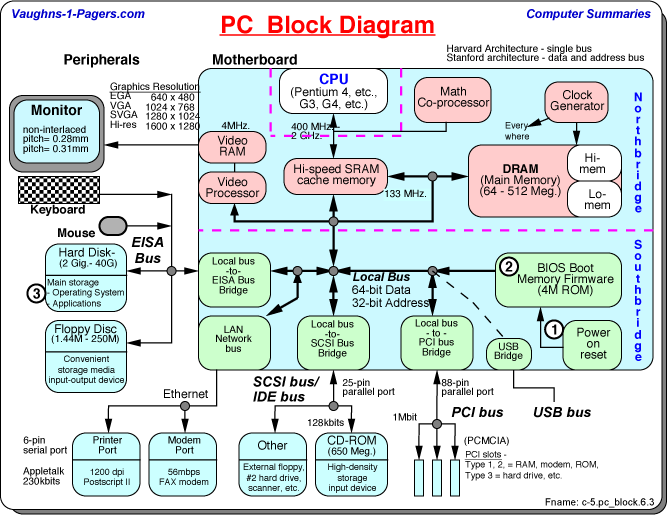 Vaughns-1-Pagers.com
PC Block Diagram
Computer Summaries
Harvard Architecture - single bus
Stanford architecture - data and address bus
Peripherals
Motherboard
Graphics Resolution
EGA 640 x 480
VGA 1024 x 768
SVGA 1280 x 1024
Hi-res 1600 x 1280
Monitor
non-interlaced
pitch= 0.28mm
pitch= 0.31mm
CPU
(Pentium 4, etc.,
G3, G4, etc.)
Math
Co-processor
Clock
Generator
Every
where
Northbridge
400 MHz.
2 GHz.
4MHz.
Video
RAM
Video
Processor
Hi-speed SRAM
cache memory
133 MHz.
DRAM
(Main Memory)
(64 - 512 Meg.)
Hi-
mem
Lo-
mem
Keyboard
Mouse
EISA
Bus
Hard Disk-
(2 Gig.- 40G)
Main storage
- Operating System
- Applications
3
Local bus
-to-
EISA Bus
Bridge
Local Bus
64-bit Data
32-bit Address
2
BIOS Boot
Memory Firmware
(4M ROM)
Southbridge
1
Power
on
reset
Floppy Disc
(1.44M - 250M)
Convenient
storage media
input-output device
LAN
Network
bus
Local bus
-to-
SCSI Bus
Bridge
Local bus
- to -
PCI bus
Bridge
USB
Bridge
Ethernet
SCSI bus/
IDE bus
25-pin
parallel port
88-pin
parallel port
PCI bus
USB bus
128kbits
1Mbit
6-pin
serial port
Appletalk
230kbits
Printer
Port
1200 dpi
Postscript II
Modem
Port
56mbps
FAX modem
Other
External floppy,
#2 hard drive,
scanner, etc.
CD-ROM
(650 Meg.)
High-density
storage
input device
(PCMCIA)
PCI slots -
Type 1, 2, = RAM, modem, ROM,
Type 3 = hard drive, etc.
Fname: c-5.pc_block.6.3